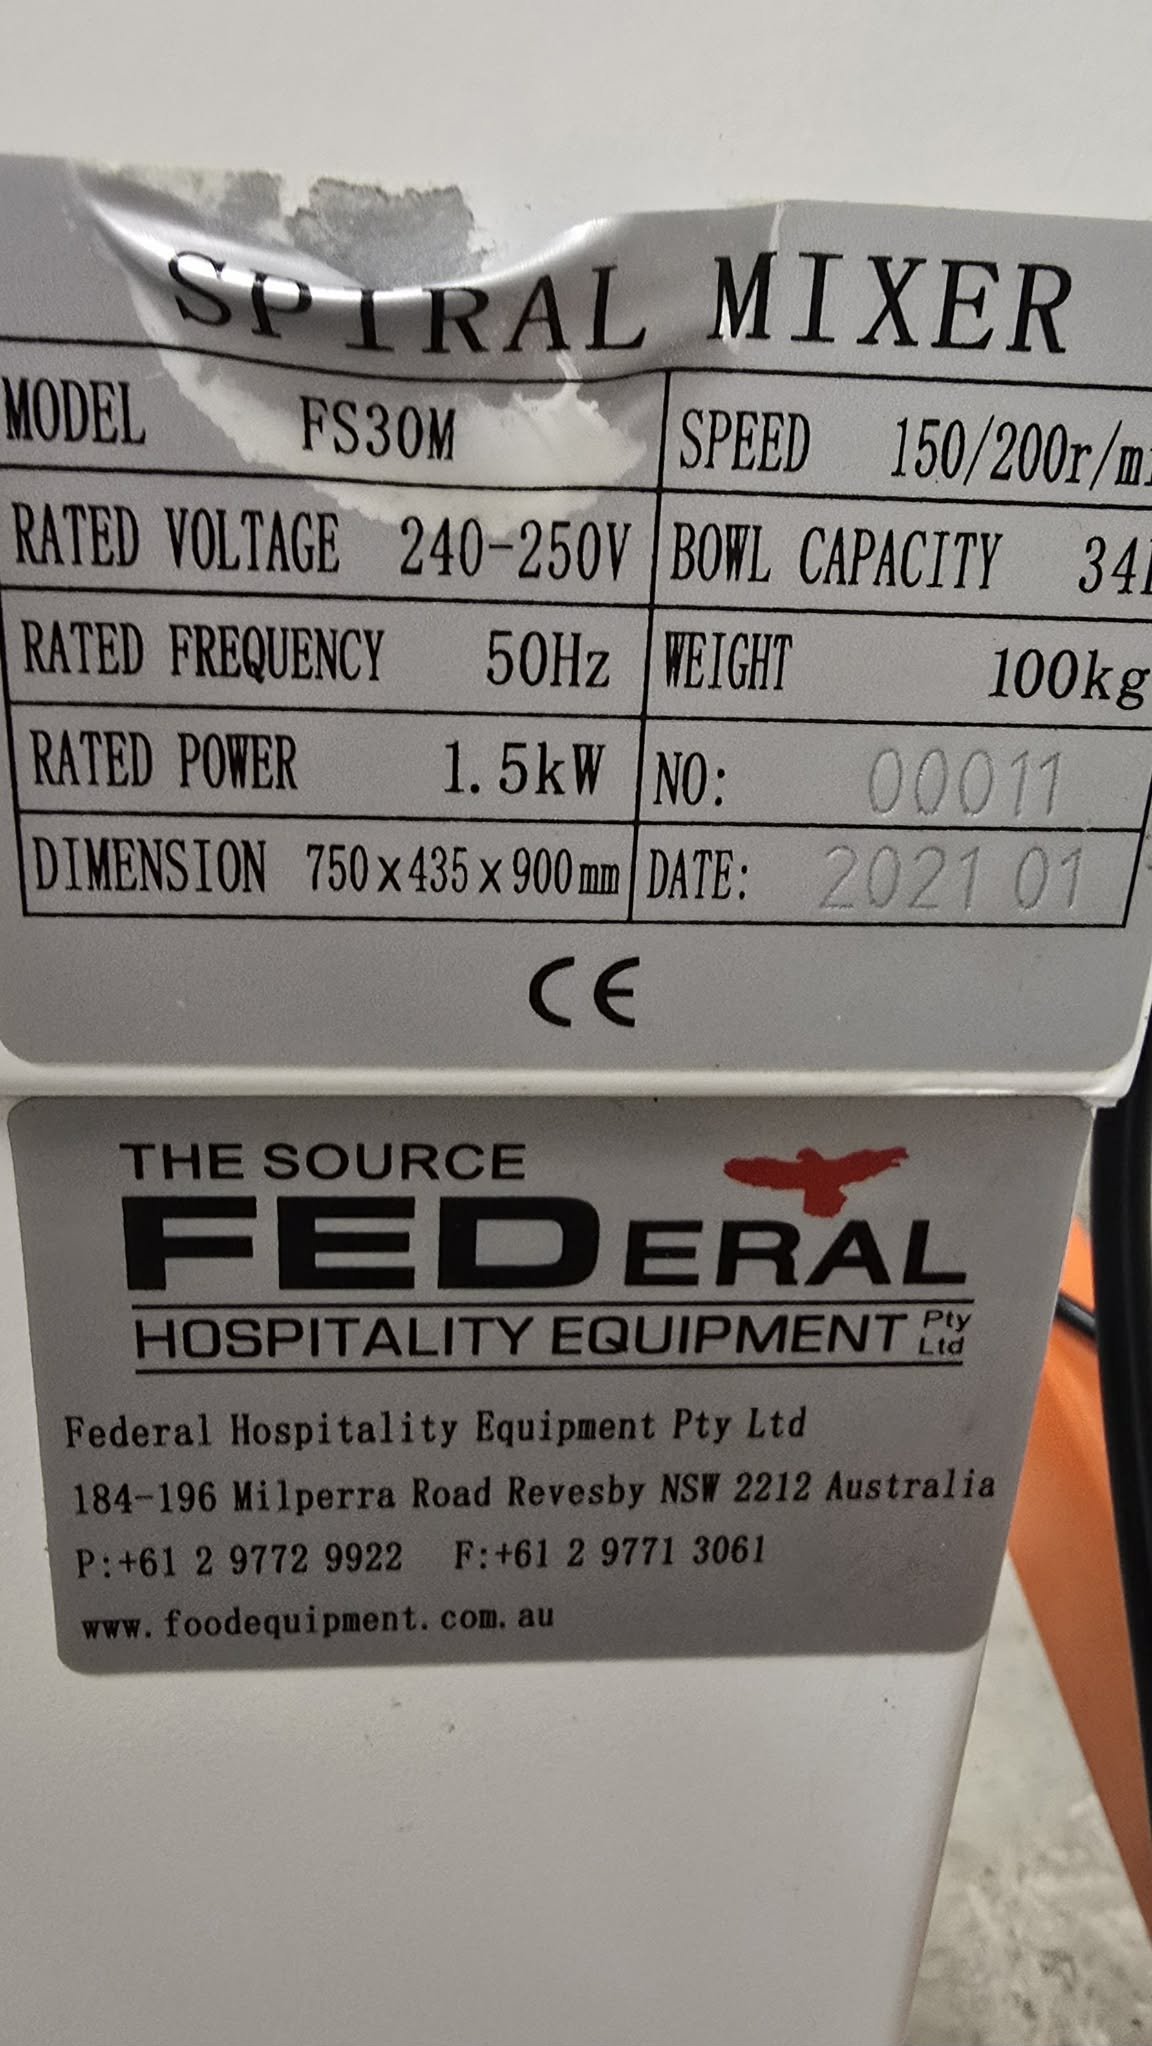 SPIRAL MIXER
MODEL FS30M SPEED 150/200r/mi
RATED VOLTAGE 240-250V BOWL CAPACITY 34
RATED FREQUENCY 50Hz WEIGHT 100kg
RATED POWER 1.5kW NO: 00011
DIMENSION 750x435x900mm DATE: 2021 01
CE
THE SOURCE
FEDERAL
HOSPITALITY EQUIPMENT Pty Ltd
Federal Hospitality Equipment Pty Ltd
184-196 Milperra Road Revesby NSW 2212 Australia
P:+61 2 9772 9922 F:+61 2 9771 3061
www.foodequipment.com.au